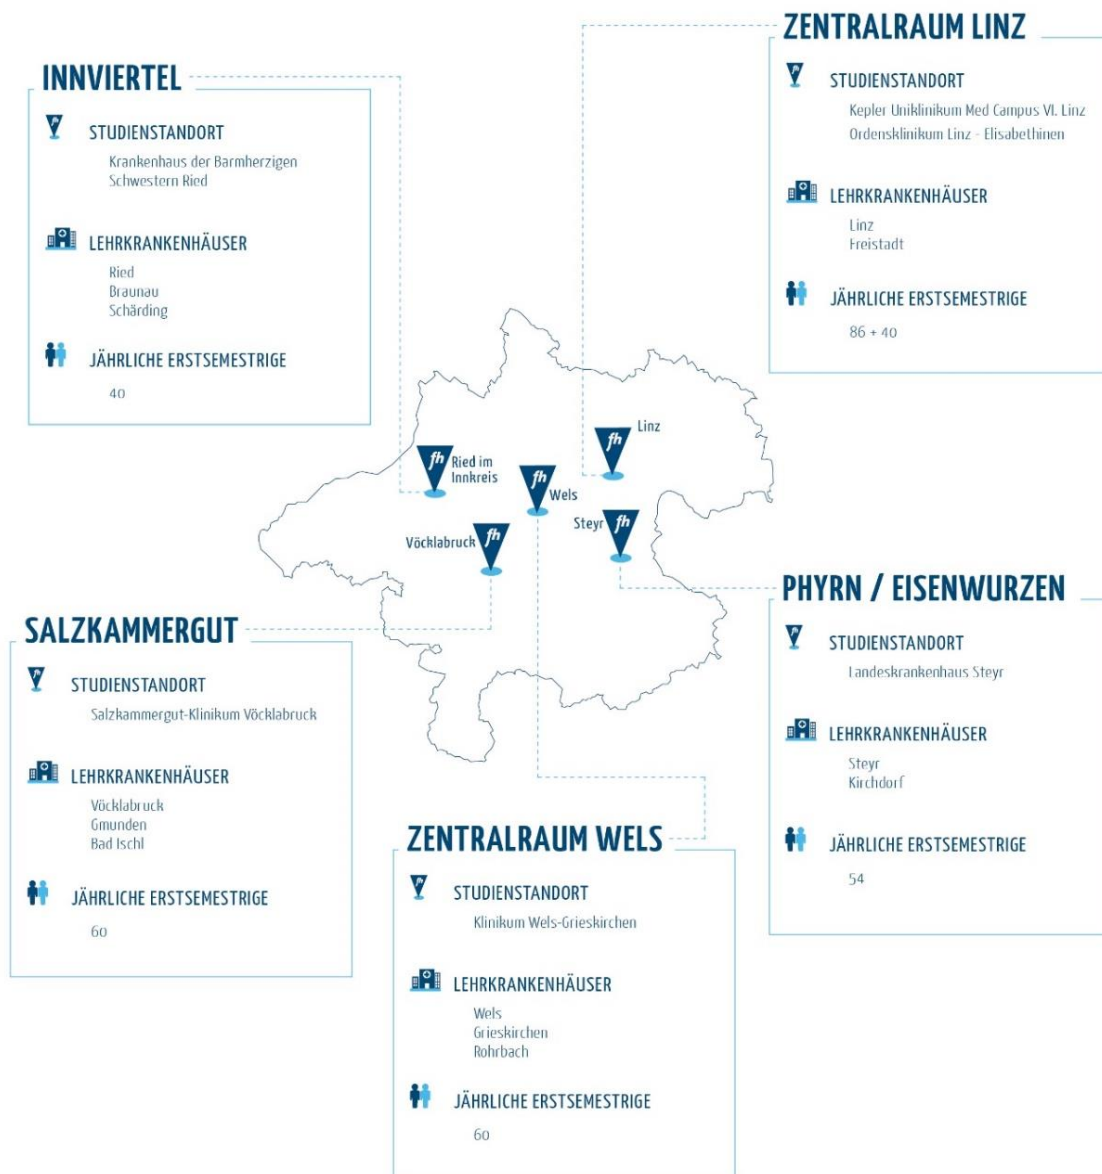 ZENTRALRAUM LINZ
STUDIENSTANDORT
Kepler Uniklinikum Med Campus VI. Linz
Ordensklinikum Linz - Elisabethinen
LEHRKRANKENHÄUSER
Linz
Freistadt
JÄHRLICHE ERSTSEMESTRIGE
86 + 40
INNVIERTEL
STUDIENSTANDORT
Krankenhaus der Barmherzigen
Schwestern Ried
LEHRKRANKENHÄUSER
Ried
Braunau
Schärding
JÄHRLICHE ERSTSEMESTRIGE
40
fh
Linz
fh
Ried im
Innkreis
fh
Wels
Steyr
fh
Vöcklabruck
fh
PHYRN / EISENWURZEN
STUDIENSTANDORT
Landeskrankenhaus Steyr
LEHRKRANKENHÄUSER
Steyr
Kirchdorf
JÄHRLICHE ERSTSEMESTRIGE
54
SALZKAMMERGUT
STUDIENSTANDORT
Salzkammergut-Klinikum Vöcklabruck
LEHRKRANKENHÄUSER
Vöcklabruck
Gmunden
Bad Ischl
JÄHRLICHE ERSTSEMESTRIGE
60
ZENTRALRAUM WELS
STUDIENSTANDORT
Klinikum Wels-Grieskirchen
LEHRKRANKENHÄUSER
Wels
Grieskirchen
Rohrbach
JÄHRLICHE ERSTSEMESTRIGE
60